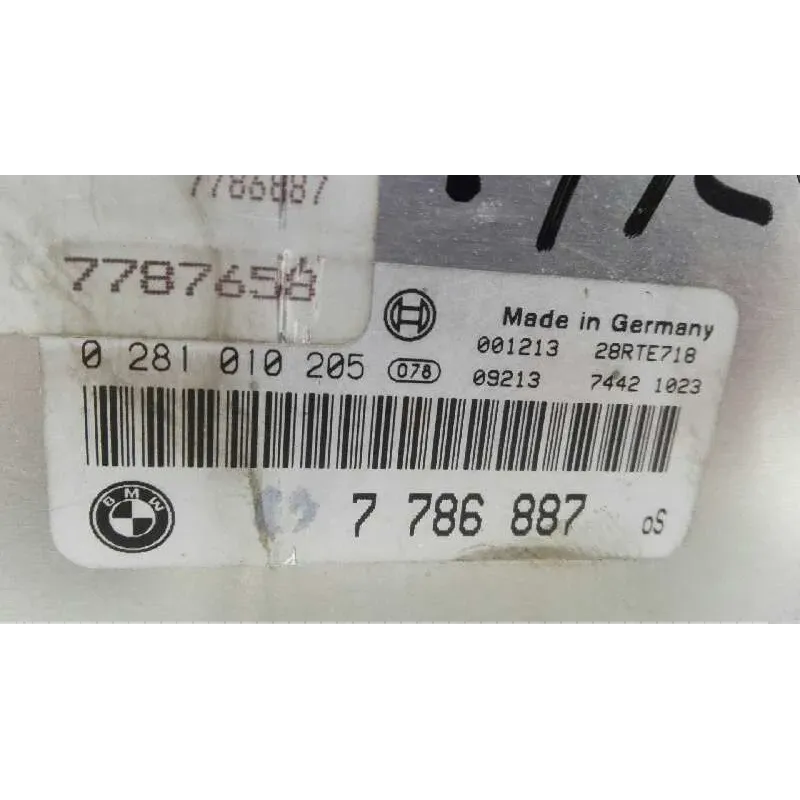 7786887
7787656
Made in Germany
0 281 010 205 078 001213 28RTE718
09213 7442 1023
BMW 7 786 887 oS